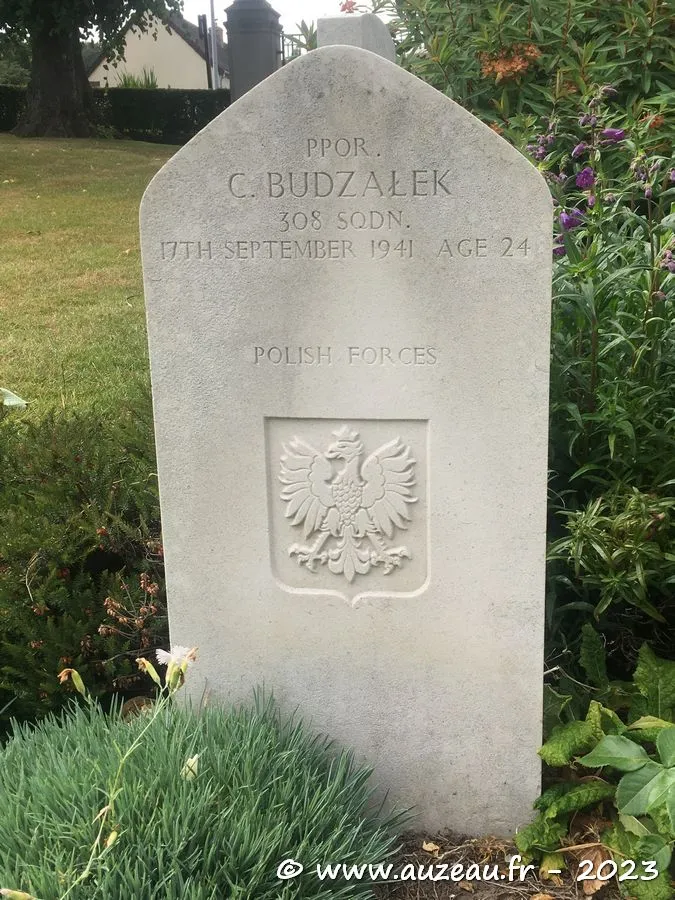 PPOR.
C. BUDZAŁEK
308 SQDN.
17TH SEPTEMBER 1941 AGE 24
POLISH FORCES
© www.auzeau.fr - 2023